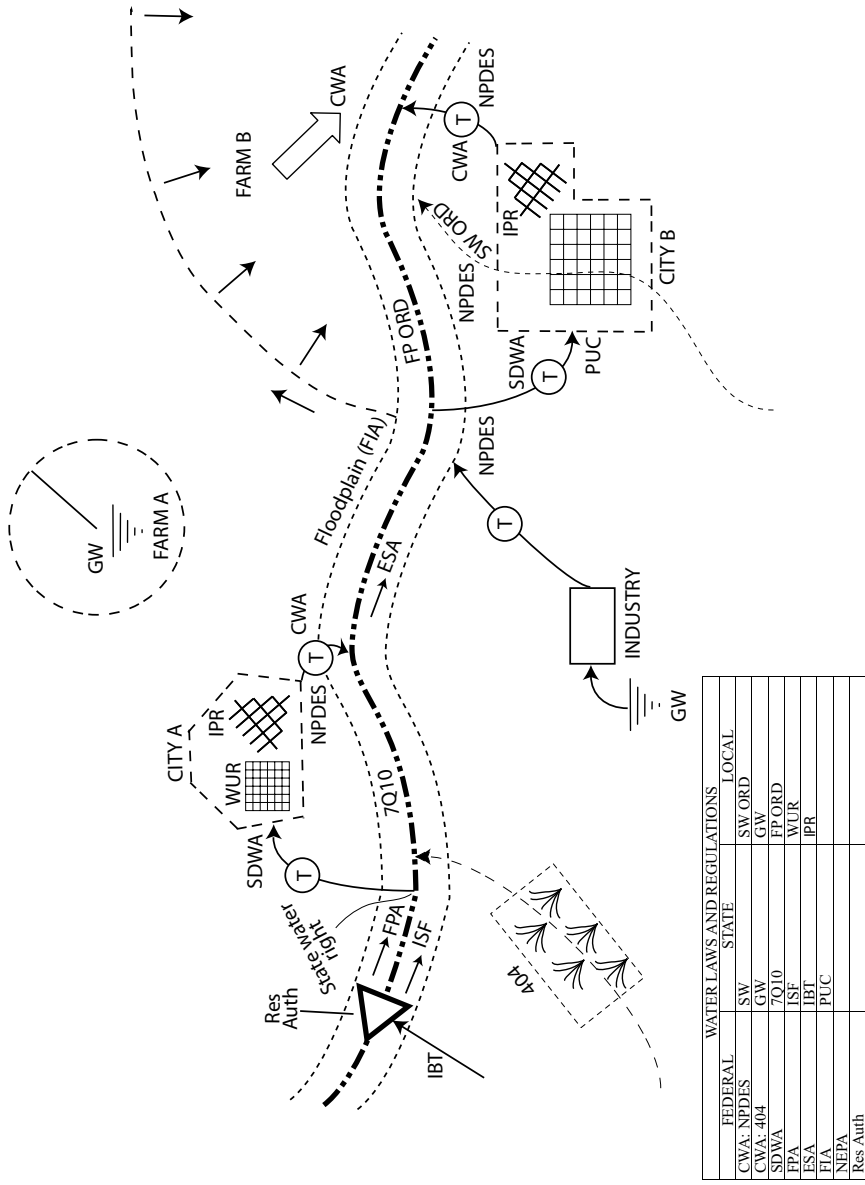 Res
Auth
IBT
State water
right
FPA
ISF
404
SDWA
T
CITY A
WUR
IPR
7Q10
NPDES
T
CWA
ESA
GW
FARM A
Floodplain (FIA)
GW
INDUSTRY
T
NPDES
FP ORD
SDWA
T
PUC
NPDES
SW ORD
IPR
CITY B
CWA
T
NPDES
FARM B
CWA
WATER LAWS AND REGULATIONS
FEDERAL STATE LOCAL
CWA: NPDES SW SW ORD
CWA: 404 GW GW
SDWA 7Q10 FP ORD
FPA ISF WUR
ESA IBT IPR
FIA PUC
NEPA
Res Auth